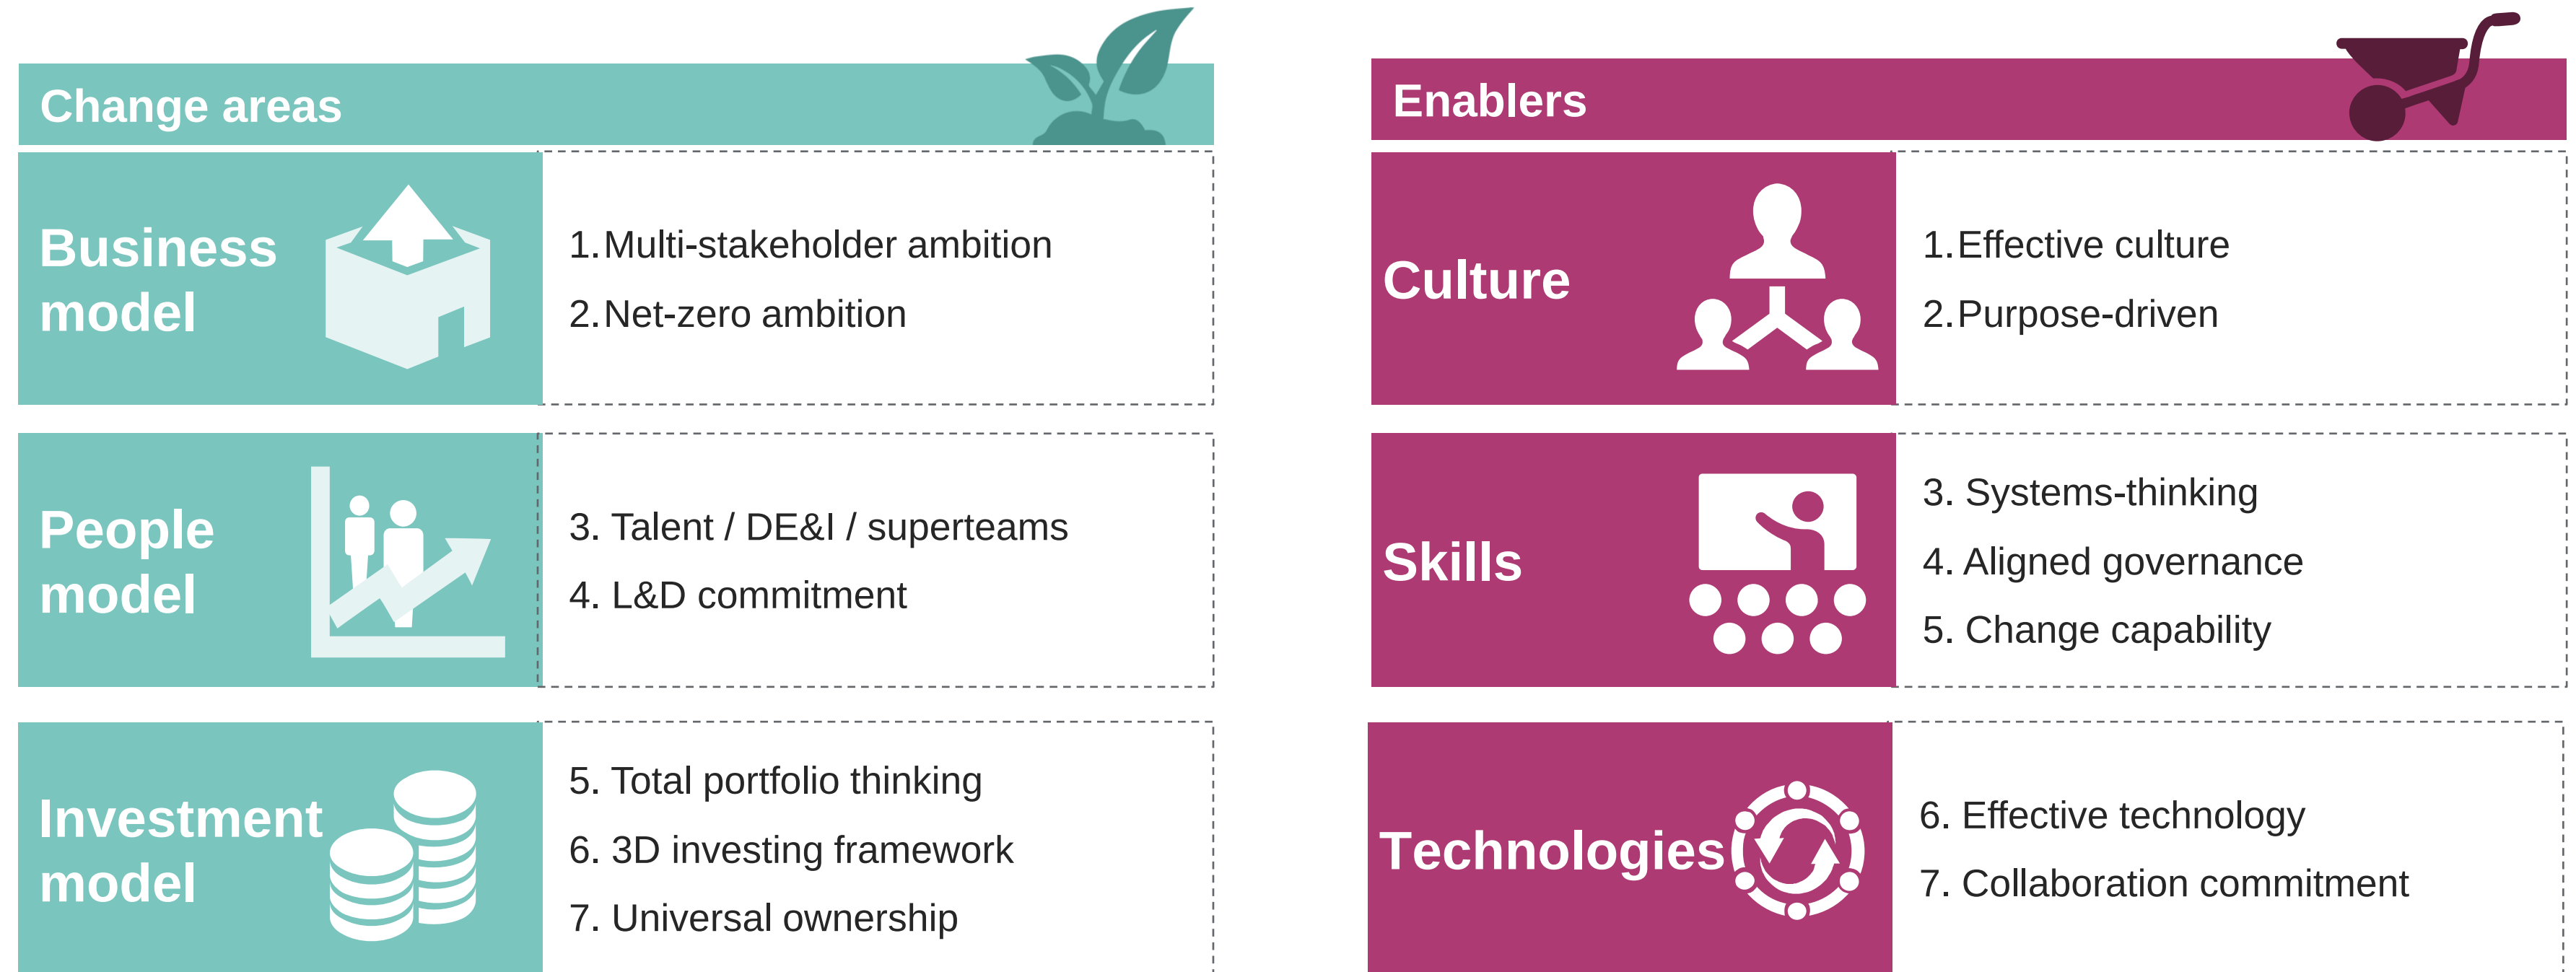 Change areas
Business
model
1.Multi-stakeholder ambition
2.Net-zero ambition
People
model
3. Talent / DE&I / superteams
4. L&D commitment
Investment
model
5. Total portfolio thinking
6. 3D investing framework
7. Universal ownership
Enablers
Culture
1.Effective culture
2.Purpose-driven
Skills
3. Systems-thinking
4. Aligned governance
5. Change capability
Technologies
6. Effective technology
7. Collaboration commitment